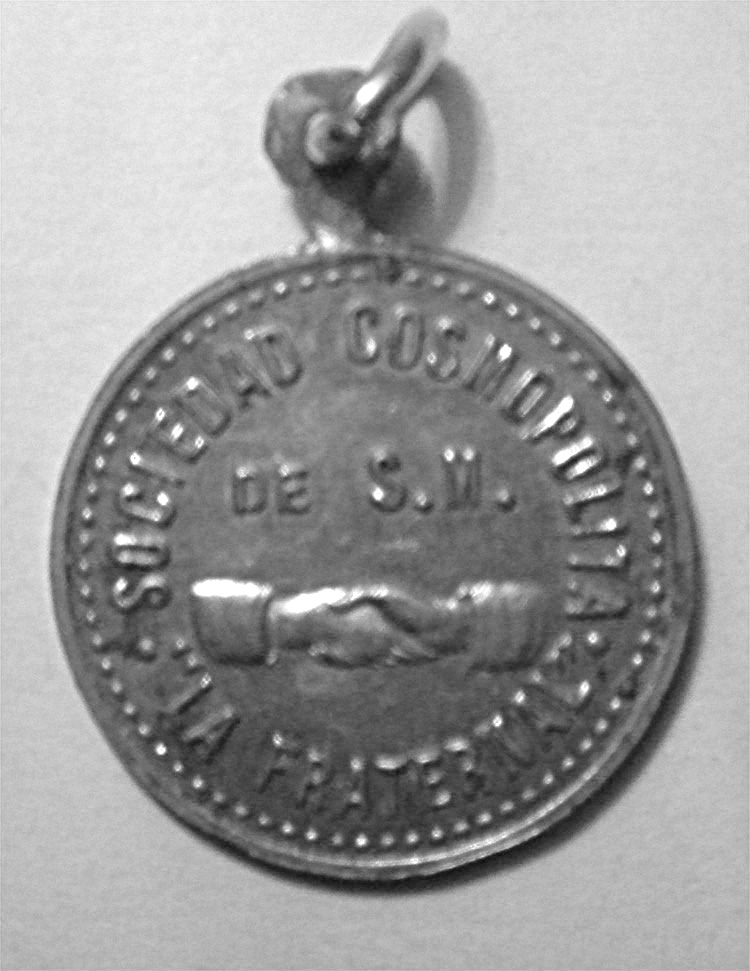 SOCIEDAD COSMOPOLITA
DE S.M.
"LA FRATERNAL"